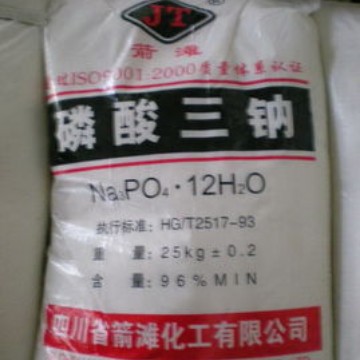 JT
箭滩
通过ISO9001-2000质量体系认证
磷酸三钠
Na3PO4·12H2O
执行标准: HG/T2517-93
重 量: 25kg±0.2
含 量: 96%MIN
四川省箭滩化工有限公司